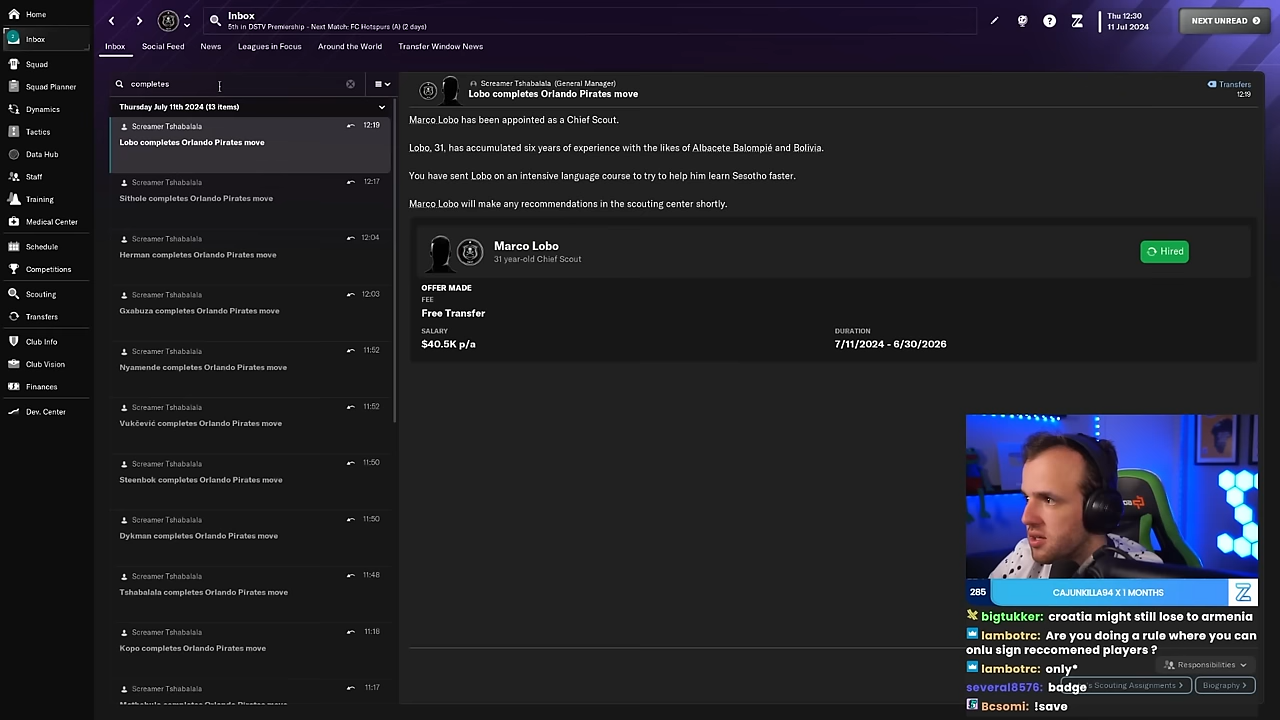 Home
Inbox
Squad
Squad Planner
Dynamics
Tactics
Data Hub
Staff
Training
Medical Center
Schedule
Competitions
Scouting
Transfers
Club Info
Club Vision
Finances
Dev. Center
Inbox
5th in DSTV Premiership - Next Match: FC Hotspurs (A) (2 days)
Thu 12:30
11 Jul 2024
NEXT UNREAD
Inbox
Social Feed
News
Leagues in Focus
Around the World
Transfer Window News
completes
Thursday July 11th 2024 (13 items)
Screamer Tshabalala 12:19
Lobo completes Orlando Pirates move
Screamer Tshabalala 12:17
Sithole completes Orlando Pirates move
Screamer Tshabalala 12:04
Herman completes Orlando Pirates move
Screamer Tshabalala 12:03
Gxabuza completes Orlando Pirates move
Screamer Tshabalala 11:52
Nyamende completes Orlando Pirates move
Screamer Tshabalala 11:52
Vukčević completes Orlando Pirates move
Screamer Tshabalala 11:50
Steenbok completes Orlando Pirates move
Screamer Tshabalala 11:50
Dykman completes Orlando Pirates move
Screamer Tshabalala 11:48
Tshabalala completes Orlando Pirates move
Screamer Tshabalala 11:18
Kopo completes Orlando Pirates move
Screamer Tshabalala 11:17
completes Orlando Pirates move
Screamer Tshabalala (General Manager)
Lobo completes Orlando Pirates move
Transfers
12:19
Marco Lobo has been appointed as a Chief Scout.
Lobo, 31, has accumulated six years of experience with the likes of Albacete Balompié and Bolivia.
You have sent Lobo on an intensive language course to try to help him learn Sesotho faster.
Marco Lobo will make any recommendations in the scouting center shortly.
Marco Lobo
31 year-old Chief Scout
Hired
OFFER MADE
FEE
Free Transfer
SALARY
$40.5K p/a
DURATION
7/11/2024 - 6/30/2026
285
CAJUNKILLA94 X 1 MONTHS
Z
bigtukker: croatia might still lose to armenia
lambotrc: Are you doing a rule where you can
onlu sign reccomened players ?
lambotrc: only*
several8576: badge
Bcsomi: !save
Responsibilities
Scouting Assignments
Biography